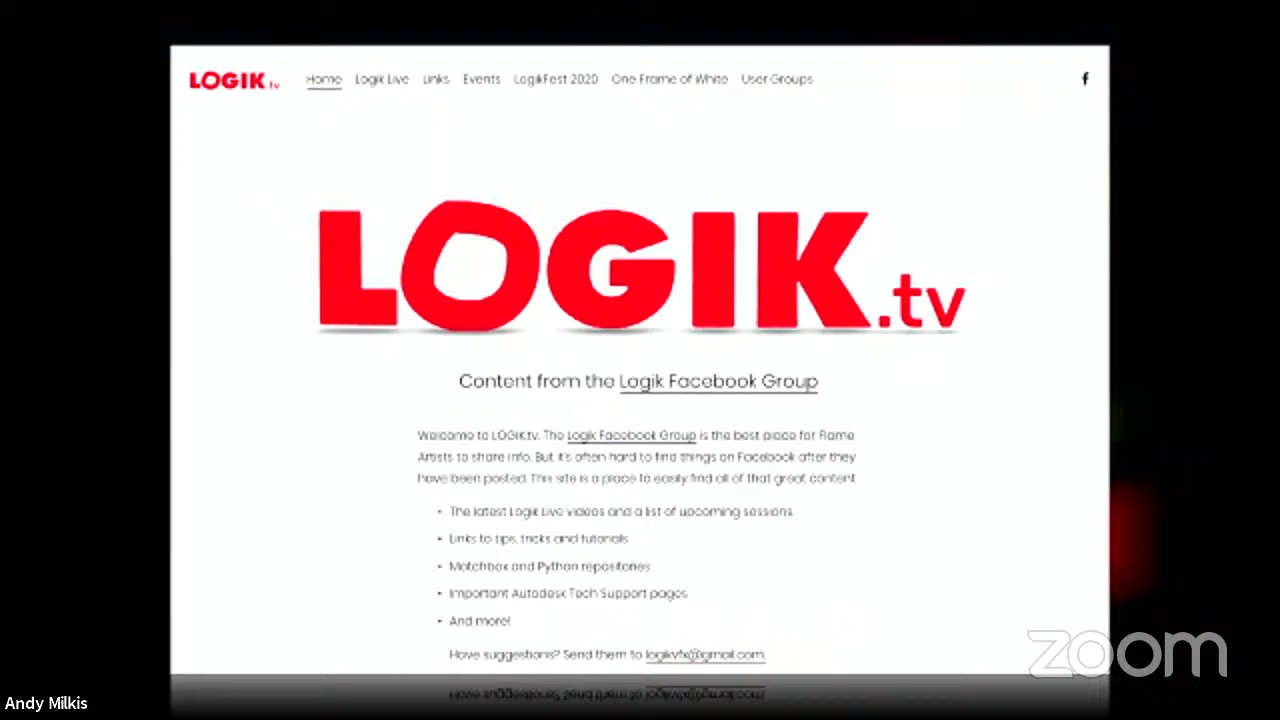 LOGIK.tv Home Logik Live Links Events LogikFest 2020 One Frame of White User Groups f
LOGIK.tv
Content from the Logik Facebook Group
Welcome to LOGIK.tv. The Logik Facebook Group is the best place for Flame
Artists to share info. But it's often hard to find things on Facebook after they
have been posted. This site is a place to easily find all of that great content.
• The latest Logik Live videos and a list of upcoming sessions
• Links to tips, tricks and tutorials
• Matchbox and Python repositories
• Important Autodesk Tech Support pages
• And more!
Have suggestions? Send them to logikvfx@gmail.com.
zoom
Andy Milkis